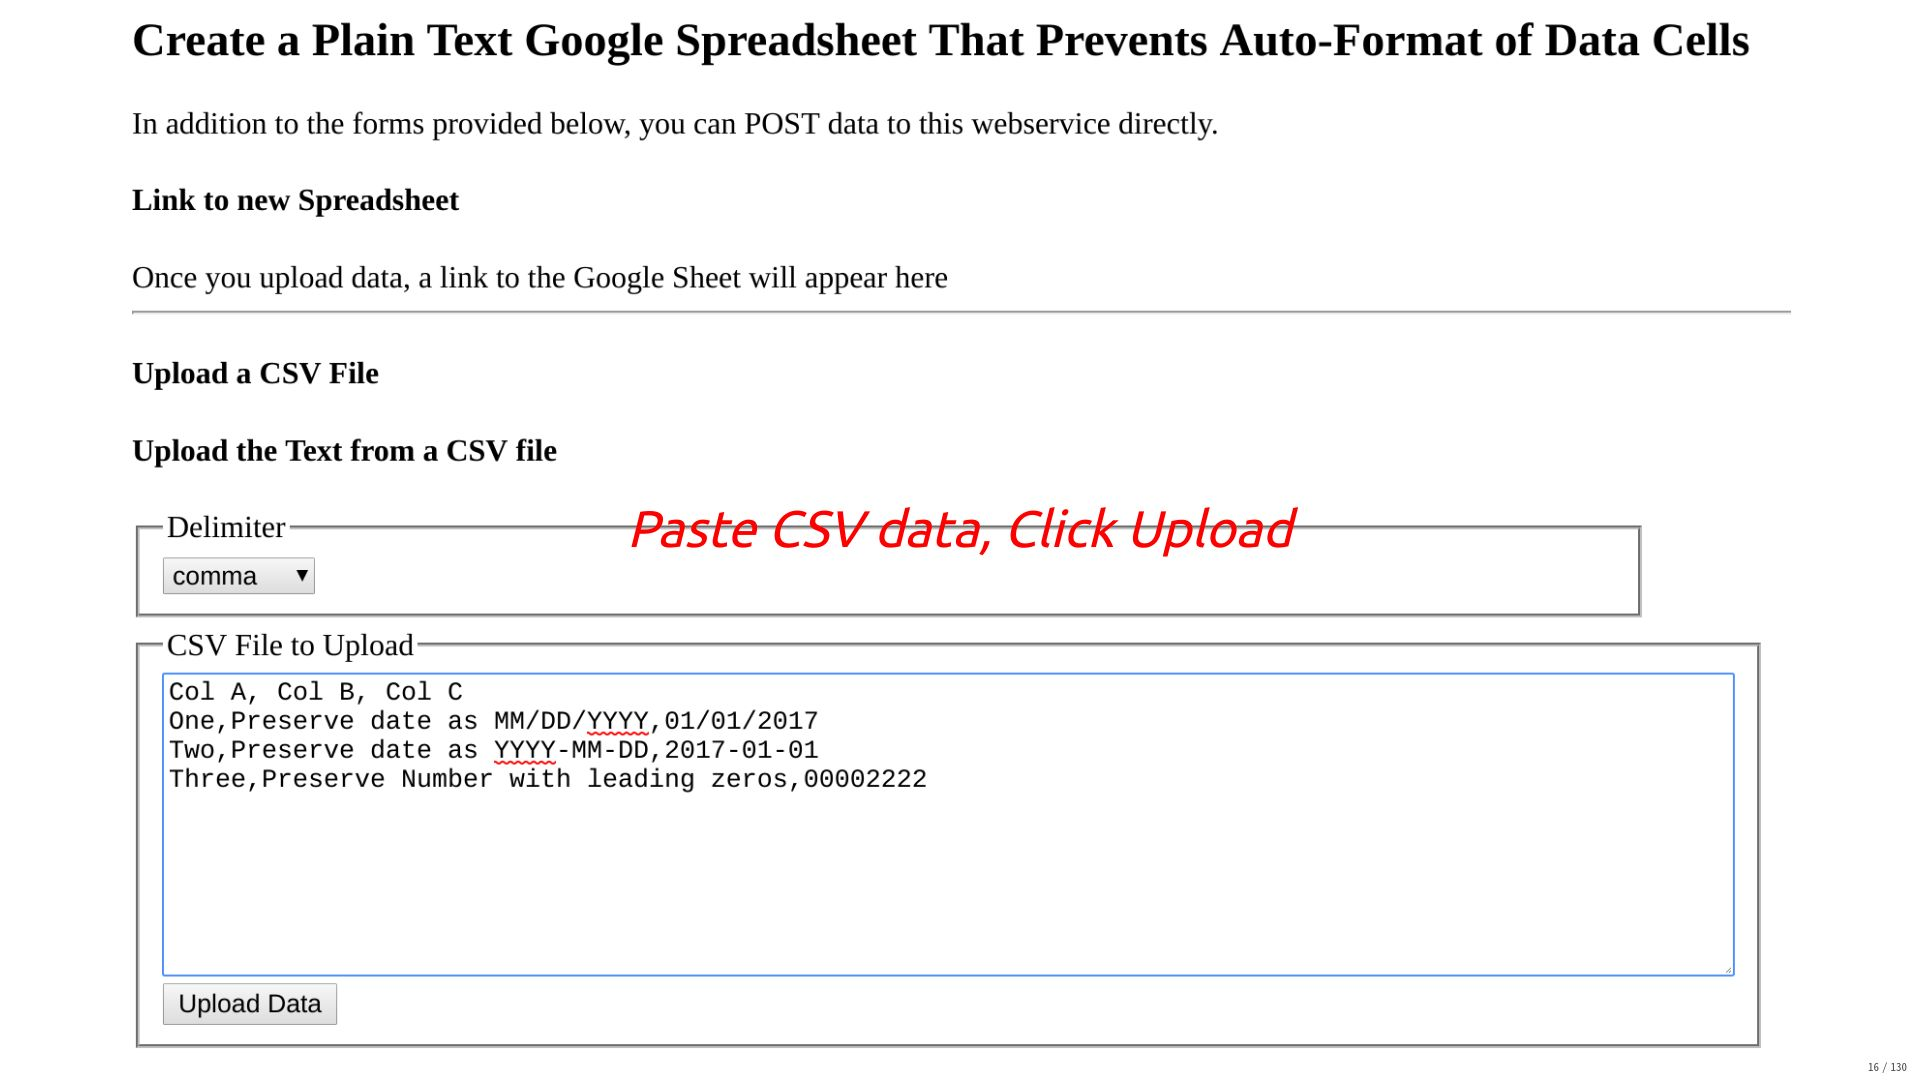 Create a Plain Text Google Spreadsheet That Prevents Auto-Format of Data Cells
In addition to the forms provided below, you can POST data to this webservice directly.
Link to new Spreadsheet
Once you upload data, a link to the Google Sheet will appear here
Upload a CSV File
Upload the Text from a CSV file
Delimiter
Paste CSV data, Click Upload
comma
CSV File to Upload
Col A, Col B, Col C
One,Preserve date as MM/DD/YYYY,01/01/2017
Two,Preserve date as YYYY-MM-DD,2017-01-01
Three,Preserve Number with leading zeros,00002222
Upload Data
16 / 130